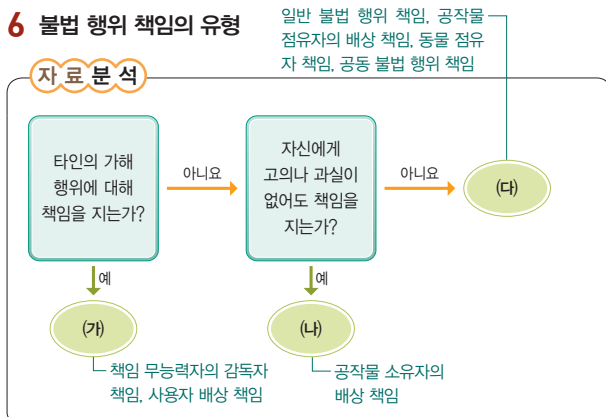 6 불법 행위 책임의 유형
일반 불법 행위 책임, 공작물
점유자의 배상 책임, 동물 점유
자 책임, 공동 불법 행위 책임
자료분석
타인의 가해
행위에 대해
책임을 지는가?
아니요
자신에게
고의나 과실이
없어도 책임을
지는가?
아니요
(다)
예
예
(가)
(나)
책임 무능력자의 감독자
책임, 사용자 배상 책임
공작물 소유자의
배상 책임